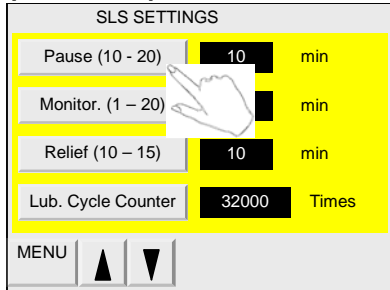 SLS SETTINGS
Pause (10 - 20) 10 min
Monitor. (1 – 20) min
Relief (10 – 15) 10 min
Lub. Cycle Counter 32000 Times
MENU